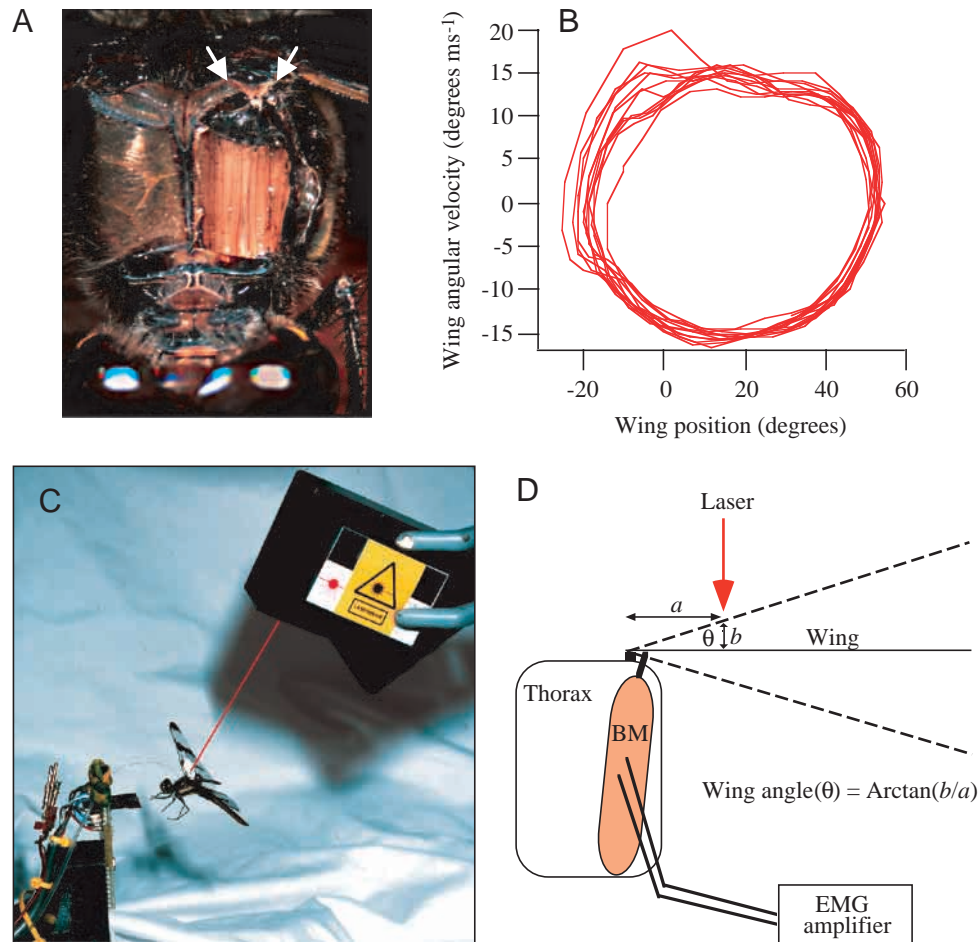 A
B
Wing angular velocity (degrees ms⁻¹)
20
15
10
5
0
-5
-10
-15
-20
0
20
40
60
Wing position (degrees)
C
D
Laser
a
θ
b
Wing
Thorax
BM
Wing angle(θ) = Arctan(b/a)
EMG
amplifier